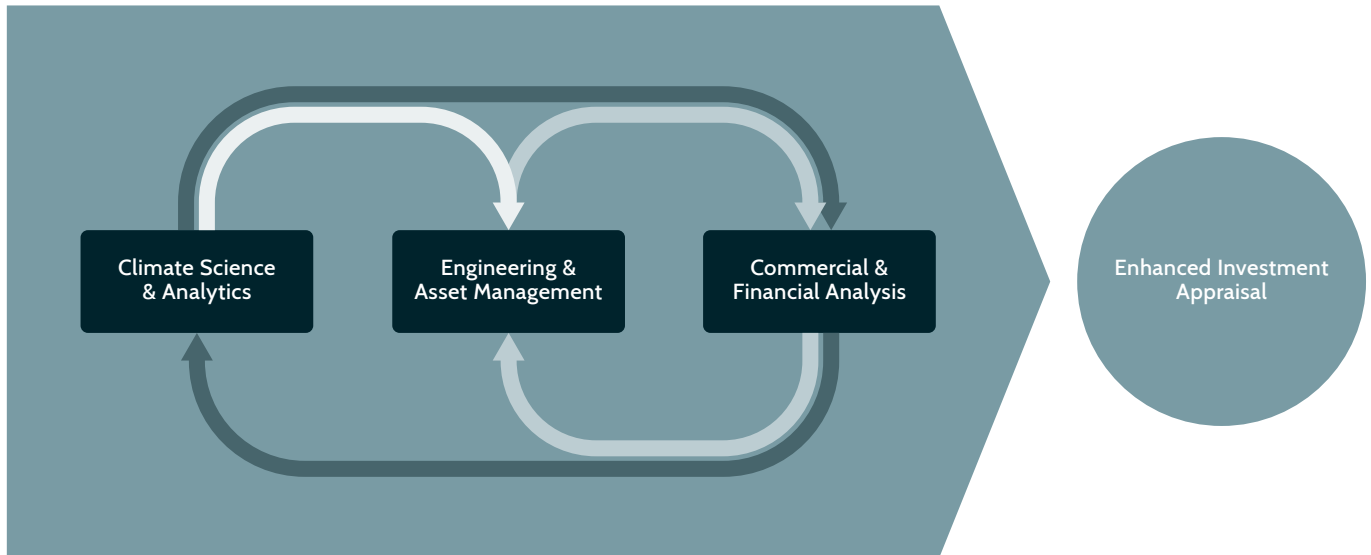 Climate Science
& Analytics
Engineering &
Asset Management
Commercial &
Financial Analysis
Enhanced Investment
Appraisal